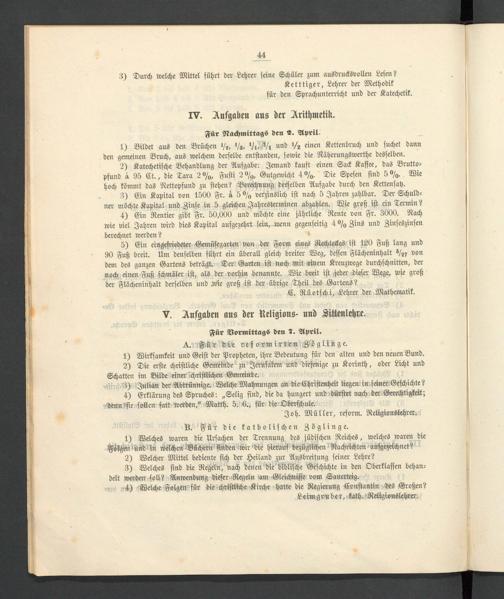 44
3) Durch welche Mittel führt der Lehrer seine Schüler zum ausdrucksvollen Lesen?
Kettiger, Lehrer der Methodik
für den Sprachunterricht und der Katechetik.
IV. Aufgaben aus der Arithmetik.
Für Nachmittags den 2. April.
1) Bildet aus den Brüchen und 1/2 einen Kettenbruch und suchet dann
den gemeinen Bruch, aus welchem derselbe entstanden, sowie die Näherungswerthe desselben.
2) Katechetische Behandlung der Aufgabe: Jemand kauft einen Sack Kaffee, das Brutto-
pfund à 95 Ct., die Tara 2 %, Fusti 2 % Gutgewicht 4 %. Die Spesen sind 5 %. Wie
hoch kommt das Nettopfund zu stehen? Berechnung derselben Aufgabe durch den Kettensatz.
3) Ein Kapital von 1500 Fr. à 5 % verzinslich ist nach 5 Jahren zahlbar. Der Schuld-
ner möchte Kapital und Zinse in 5 gleichen Jahresterminen abzahlen. Wie groß ist ein Termin?
4) Ein Rentier gibt Fr. 50,000 und möchte eine jährliche Rente von Fr. 3000. Nach
wie viel Jahren wird dies Kapital aufgezehrt sein, wenn gegenseitig 4 % Zins und Zinseszinsen
berechnet werden?
5) Ein eingefriedeter Gemüsegarten von der Form eines Rechteckes ist 120 Fuß lang und
90 Fuß breit. Um denselben führt ein überall gleich breiter Weg, dessen Flächeninhalt von
dem des ganzen Gartens beträgt. Der Garten ist noch mit einem Kreuzwege durchschnitten, der
noch einen Fuß schmäler ist, als der vorhin benannte. Wie breit ist jeder dieser Wege, wie groß
der Flächeninhalt derselben und wie groß ist der übrige Theil des Gartens?
C. Rüetschi, Lehrer der Mathematik.
V. Aufgaben aus der Religions- und Sittenlehre.
Für Vormittags den 7. April.
A. Für die reformirten Zöglinge.
1) Wirksamkeit und Geist der Propheten, ihre Bedeutung für den alten und den neuen Bund.
2) Die erste christliche Gemeinde zu Jerusalem und diejenige zu Korinth, oder Licht und
Schatten im Bilde einer christlichen Gemeinde.
3) Julian der Abtrünnige. Welche Mahnungen an die Christenheit liegen in seiner Geschichte?
4) Erklärung des Spruches: „Selig sind, die da hungert und dürstet nach der Gerechtigkeit;
denn sie sollen satt werden,“ Matth. 5, 6, für die Oberschule.
Joh. Müller, reform. Religionslehrer.
B. Für die katholischen Zöglinge.
1) Welches waren die Ursachen der Trennung des jüdischen Reiches, welches waren die
Folgen und in welchen Büchern finden wir die hierauf bezüglichen Nachrichten aufgezeichnet?
2) Welcher Mittel bediente sich der Heiland zur Ausbreitung seiner Lehre?
3) Welches sind die Regeln, nach denen die biblische Geschichte in den Oberklassen behan-
delt werden soll? Anwendung dieser Regeln am Gleichnisse vom Sauerteig.
4) Welche Folgen für die christliche Kirche hatte die Regierung Constantin des Großen?
Leimgruber, kath. Religionslehrer.